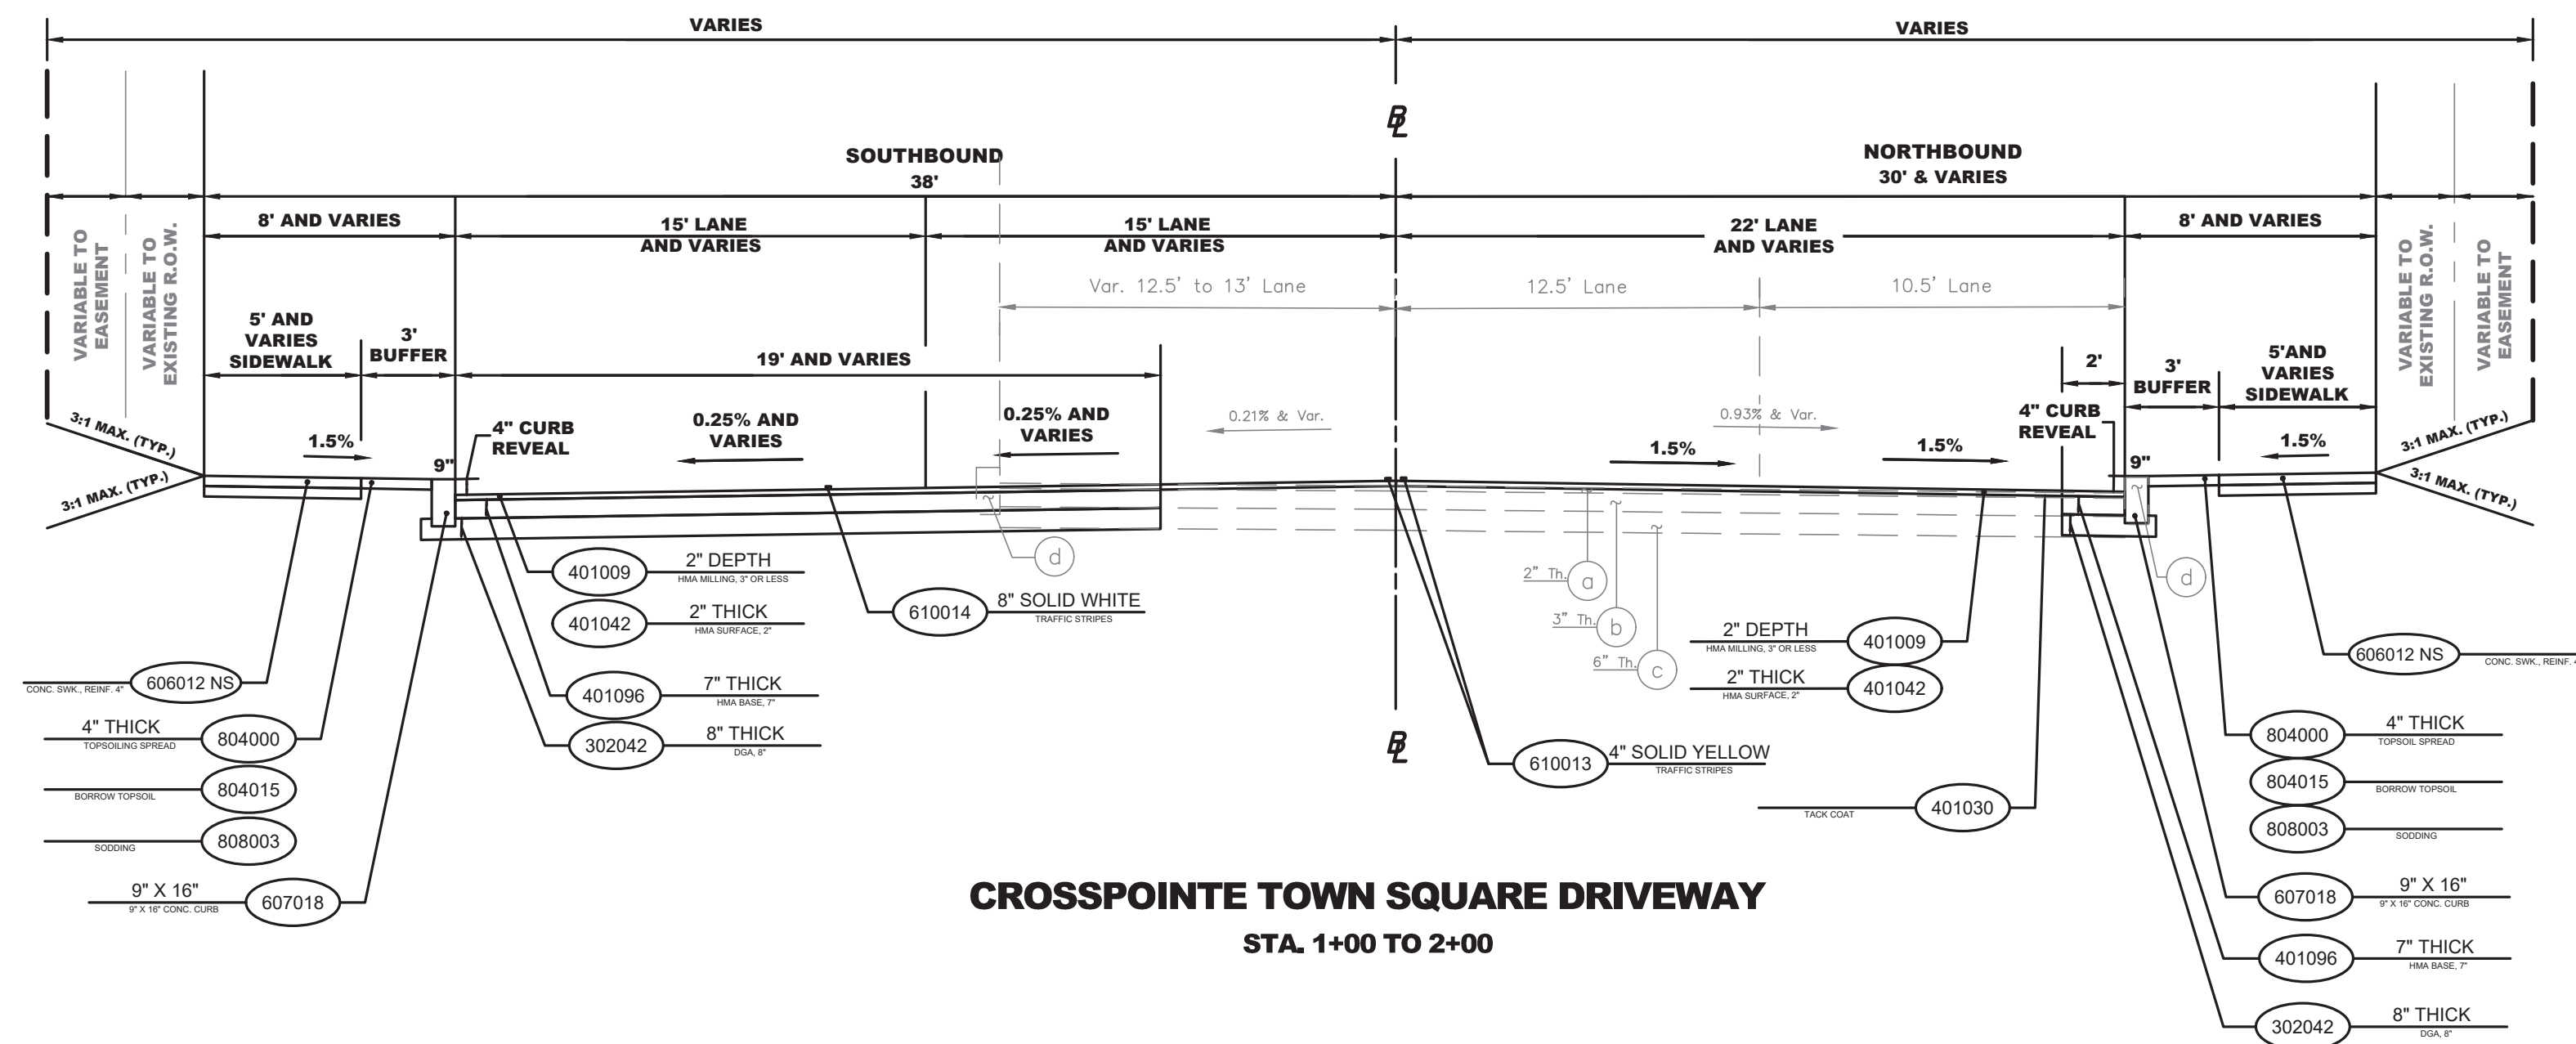 VARIES
VARIES
BL
SOUTHBOUND
38'
NORTHBOUND
30' & VARIES
8' AND VARIES
15' LANE
AND VARIES
15' LANE
AND VARIES
22' LANE
AND VARIES
8' AND VARIES
VARIABLE TO
EASEMENT
VARIABLE TO
EXISTING R.O.W.
VARIABLE TO
EXISTING R.O.W.
VARIABLE TO
EASEMENT
Var. 12.5' to 13' Lane
12.5' Lane
10.5' Lane
5' AND
VARIES
SIDEWALK
3'
BUFFER
19' AND VARIES
2'
3'
BUFFER
5'AND
VARIES
SIDEWALK
3:1 MAX. (TYP.)
3:1 MAX. (TYP.)
1.5%
9"
4" CURB
REVEAL
0.25% AND
VARIES
0.25% AND
VARIES
0.21% & Var.
0.93% & Var.
1.5%
1.5%
4" CURB
REVEAL
9"
1.5%
3:1 MAX. (TYP.)
3:1 MAX. (TYP.)
401009
2" DEPTH
HMA MILLING, 3" OR LESS
401042
2" THICK
HMA SURFACE, 2"
401096
7" THICK
HMA BASE, 7"
302042
8" THICK
DGA, 8"
610014
8" SOLID WHITE
TRAFFIC STRIPES
d
2" Th.
a
3" Th.
b
6" Th.
c
2" DEPTH
HMA MILLING, 3" OR LESS
401009
2" THICK
HMA SURFACE, 2"
401042
d
CONC. SWK., REINF. 4"
606012 NS
4" THICK
TOPSOILING SPREAD
804000
BORROW TOPSOIL
804015
SODDING
808003
9" X 16"
9" X 16" CONC. CURB
607018
BL
610013
4" SOLID YELLOW
TRAFFIC STRIPES
TACK COAT
401030
606012 NS
CONC. SWK., REINF. 4
804000
4" THICK
TOPSOIL SPREAD
804015
BORROW TOPSOIL
808003
SODDING
607018
9" X 16"
9" X 16" CONC. CURB
401096
7" THICK
HMA BASE, 7"
302042
8" THICK
DGA, 8"
CROSSPOINTE TOWN SQUARE DRIVEWAY
STA. 1+00 TO 2+00